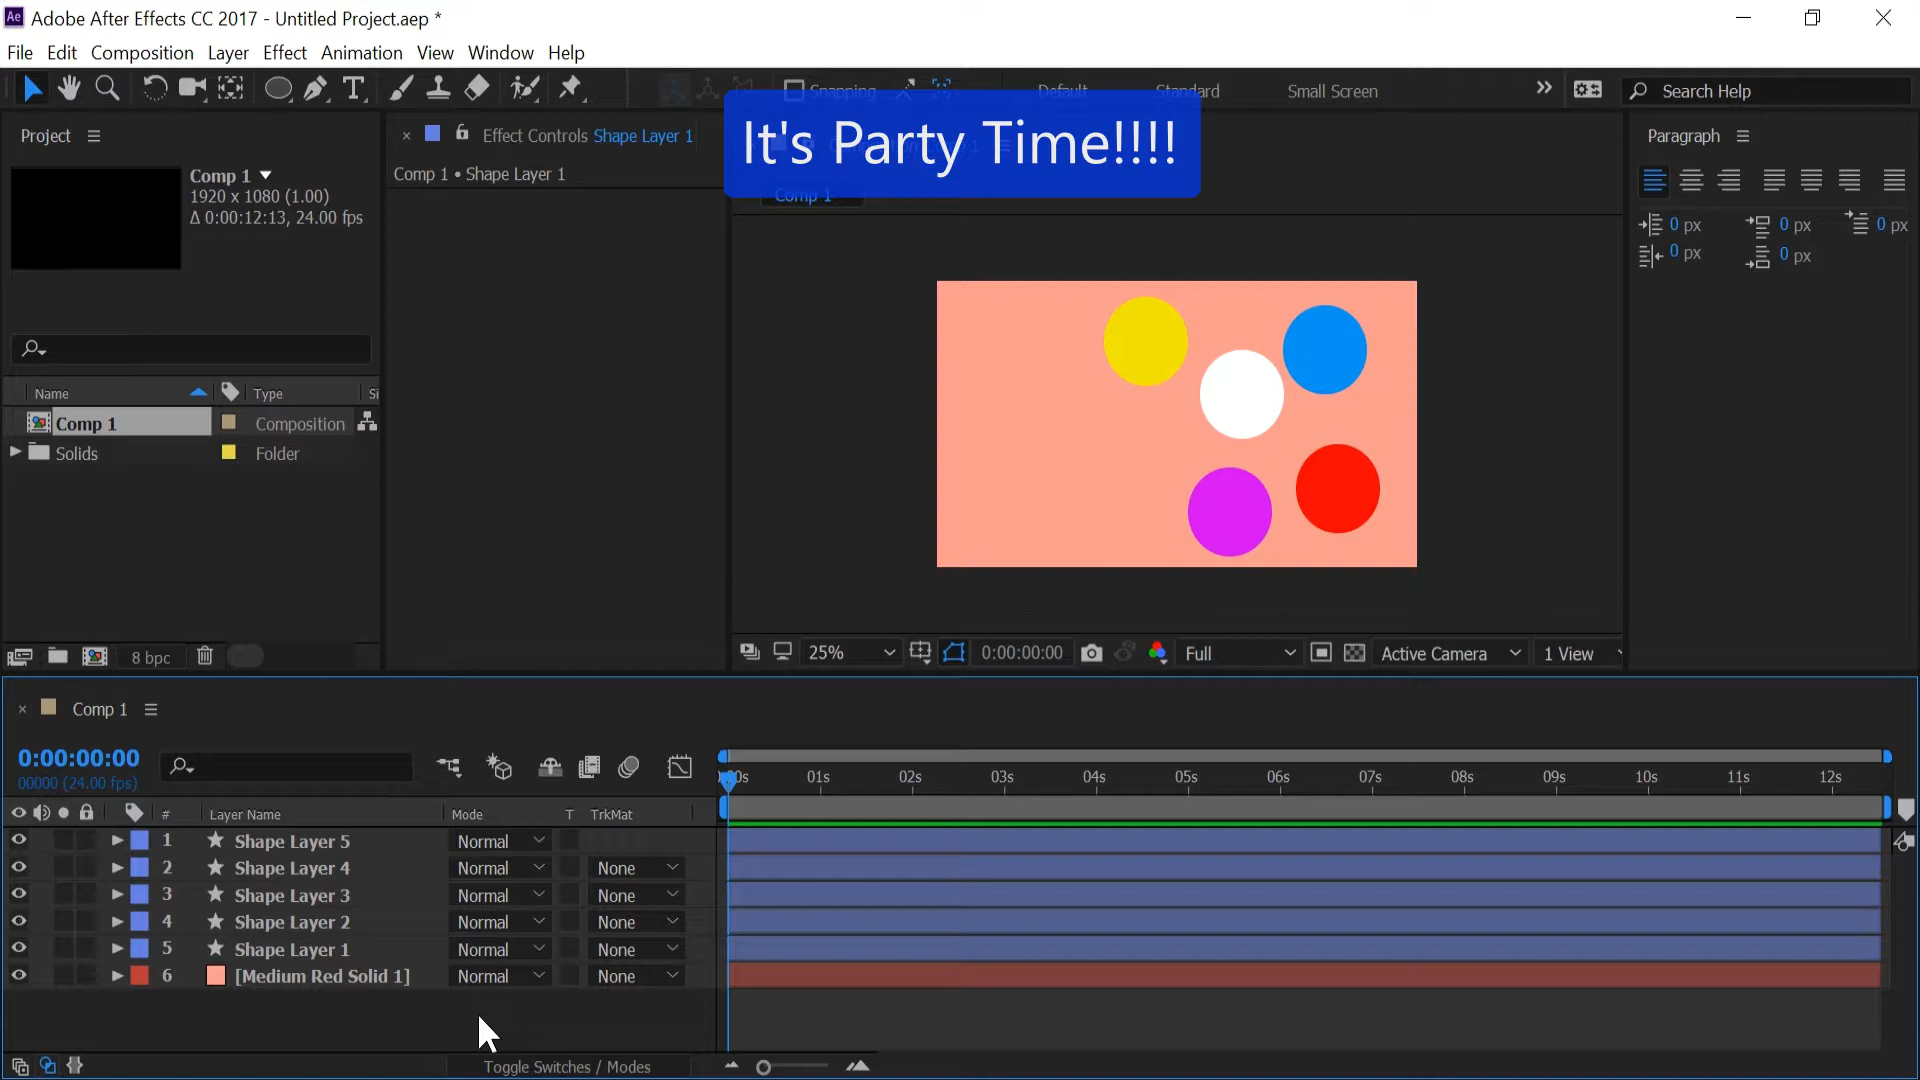 Ae Adobe After Effects CC 2017 - Untitled Project.aep *
File Edit Composition Layer Effect Animation View Window Help
Snapping Default Standard Small Screen Search Help
It's Party Time!!!!
Project
Comp 1
1920 x 1080 (1.00)
Δ 0:00:12:13, 24.00 fps
Name Type Si
Comp 1 Composition
Solids Folder
8 bpc
× Effect Controls Shape Layer 1
Comp 1 • Shape Layer 1
Comp 1
25% 0:00:00:00 Full Active Camera 1 View
Paragraph
0 px 0 px 0 px
0 px 0 px
× Comp 1
0:00:00:00
00000 (24.00 fps)
# Layer Name Mode T TrkMat
00s 01s 02s 03s 04s 05s 06s 07s 08s 09s 10s 11s 12s
1 Shape Layer 5 Normal
2 Shape Layer 4 Normal None
3 Shape Layer 3 Normal None
4 Shape Layer 2 Normal None
5 Shape Layer 1 Normal None
6 [Medium Red Solid 1] Normal None
Toggle Switches / Modes